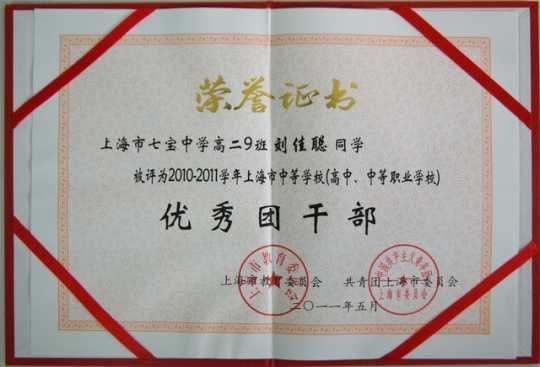 荣誉证书
上海市七宝中学高二9班 刘佳聪 同学
被评为2010-2011学年上海市中等学校(高中、中等职业学校)
优秀团干部
上海市教育委员会 共青团上海市委员会
二〇一一年五月